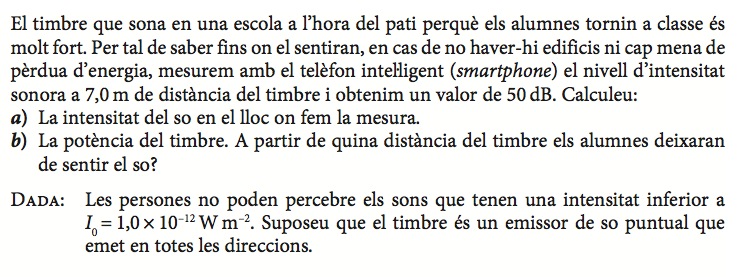 El timbre que sona en una escola a l’hora del pati perquè els alumnes tornin a classe és
molt fort. Per tal de saber fins on el sentiran, en cas de no haver-hi edificis ni cap mena de
pèrdua d’energia, mesurem amb el telèfon intel·ligent (smartphone) el nivell d’intensitat
sonora a 7,0 m de distància del timbre i obtenim un valor de 50 dB. Calculeu:
a) La intensitat del so en el lloc on fem la mesura.
b) La potència del timbre. A partir de quina distància del timbre els alumnes deixaran
de sentir el so?
DADA: Les persones no poden percebre els sons que tenen una intensitat inferior a
I₀ = 1,0 × 10⁻¹² W m⁻². Suposeu que el timbre és un emissor de so puntual que
emet en totes les direccions.